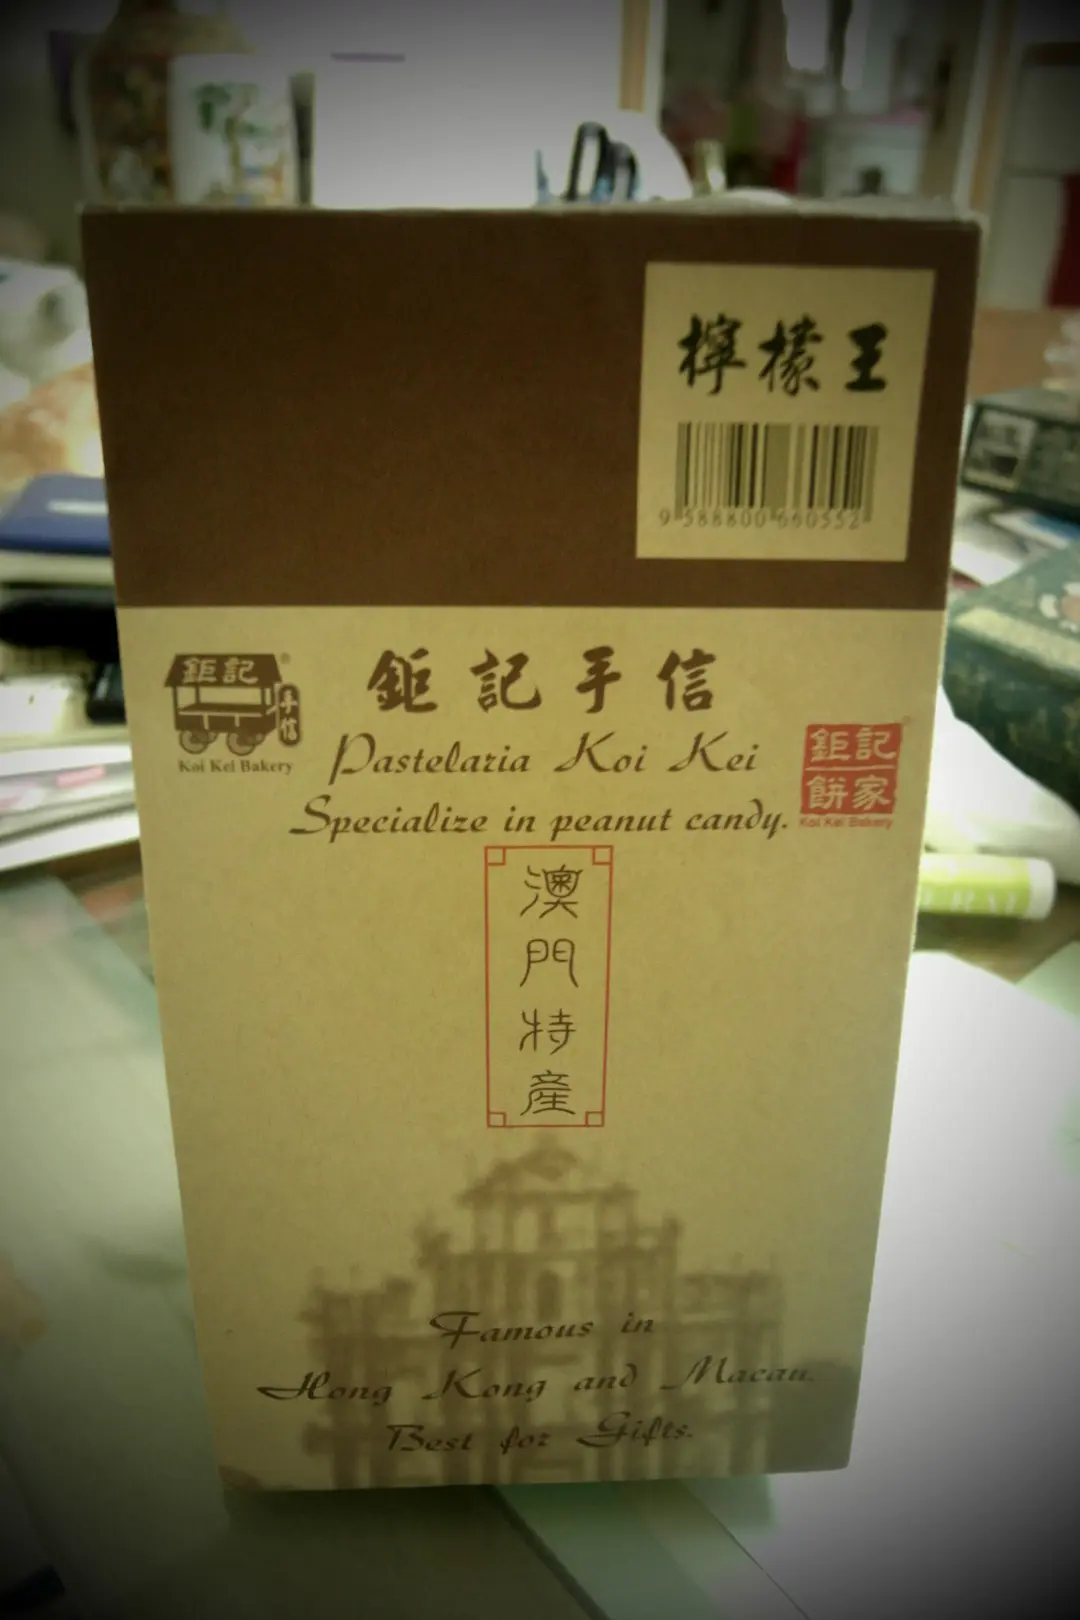 檸檬王
9 588800 660552
鉅記
手信
Koi Kei Bakery
鉅記手信
Pastelaria Koi Kei
Specialize in peanut candy.
鉅記
餅家
Koi Kei Bakery
澳門特產
Famous in
Hong Kong and Macau.
Best for Gifts.